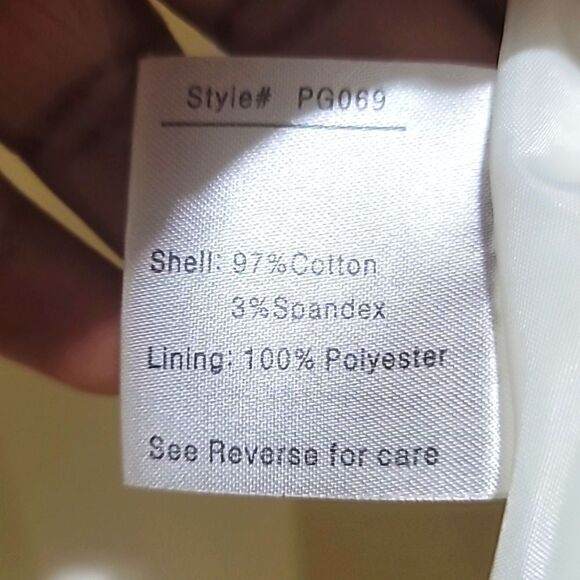 Style# PG069
Shell: 97%Cotton
3%Spandex
Lining: 100% Polyester
See Reverse for care